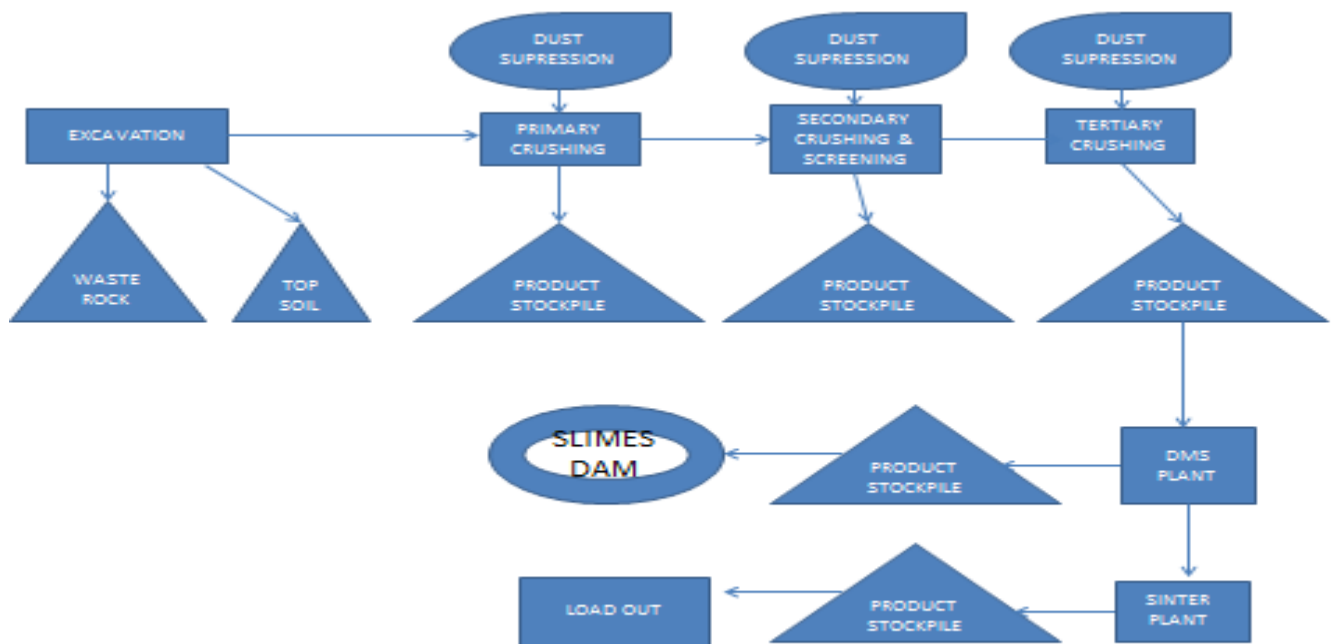 DUST
SUPRESSION
DUST
SUPRESSION
DUST
SUPRESSION
EXCAVATION
PRIMARY
CRUSHING
SECONDARY
CRUSHING &
SCREENING
TERTIARY
CRUSHING
WASTE
ROCK
TOP
SOIL
PRODUCT
STOCKPILE
PRODUCT
STOCKPILE
PRODUCT
STOCKPILE
SLIMES
DAM
PRODUCT
STOCKPILE
DMS
PLANT
LOAD OUT
PRODUCT
STOCKPILE
SINTER
PLANT